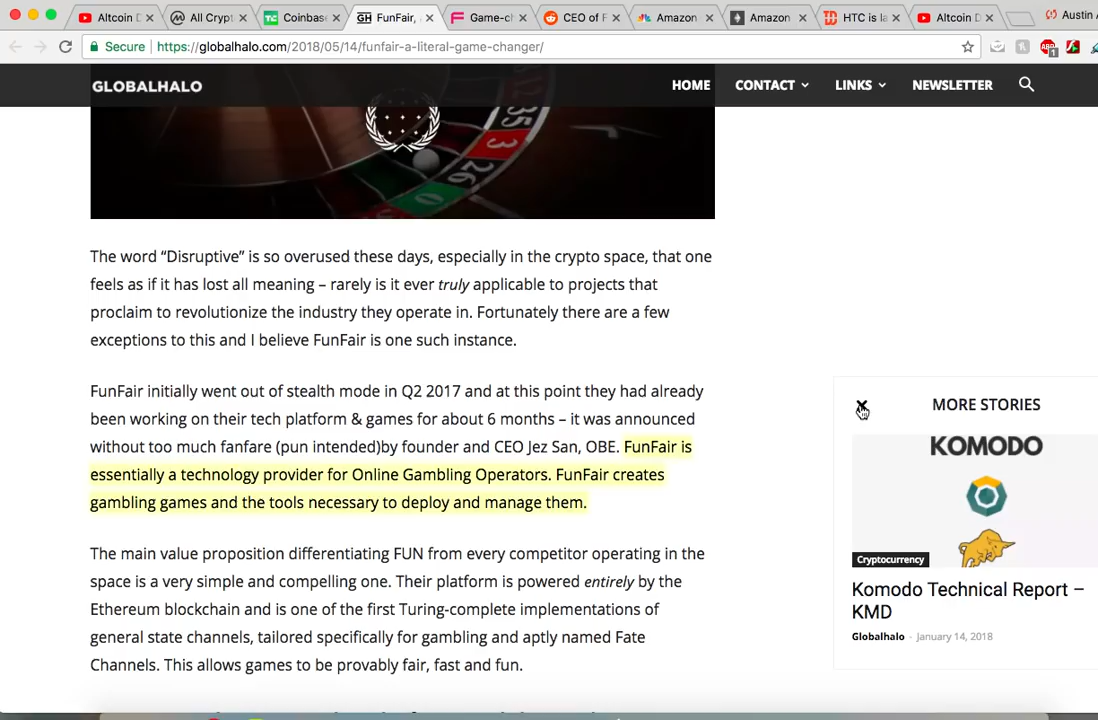 Altcoin D
All Crypt
Coinbase
FunFair,
Game-ch
CEO of F
Amazon
Amazon
HTC is la
Altcoin D
Austin
Secure
https://globalhalo.com/2018/05/14/funfair-a-literal-game-changer/
GLOBALHALO
HOME
CONTACT
LINKS
NEWSLETTER
3
26
0
The word “Disruptive” is so overused these days, especially in the crypto space, that one
feels as if it has lost all meaning – rarely is it ever truly applicable to projects that
proclaim to revolutionize the industry they operate in. Fortunately there are a few
exceptions to this and I believe FunFair is one such instance.
FunFair initially went out of stealth mode in Q2 2017 and at this point they had already
been working on their tech platform & games for about 6 months – it was announced
without too much fanfare (pun intended)by founder and CEO Jez San, OBE. FunFair is
essentially a technology provider for Online Gambling Operators. FunFair creates
gambling games and the tools necessary to deploy and manage them.
The main value proposition differentiating FUN from every competitor operating in the
space is a very simple and compelling one. Their platform is powered entirely by the
Ethereum blockchain and is one of the first Turing-complete implementations of
general state channels, tailored specifically for gambling and aptly named Fate
Channels. This allows games to be provably fair, fast and fun.
MORE STORIES
KOMODO
Cryptocurrency
Komodo Technical Report –
KMD
Globalhalo - January 14, 2018